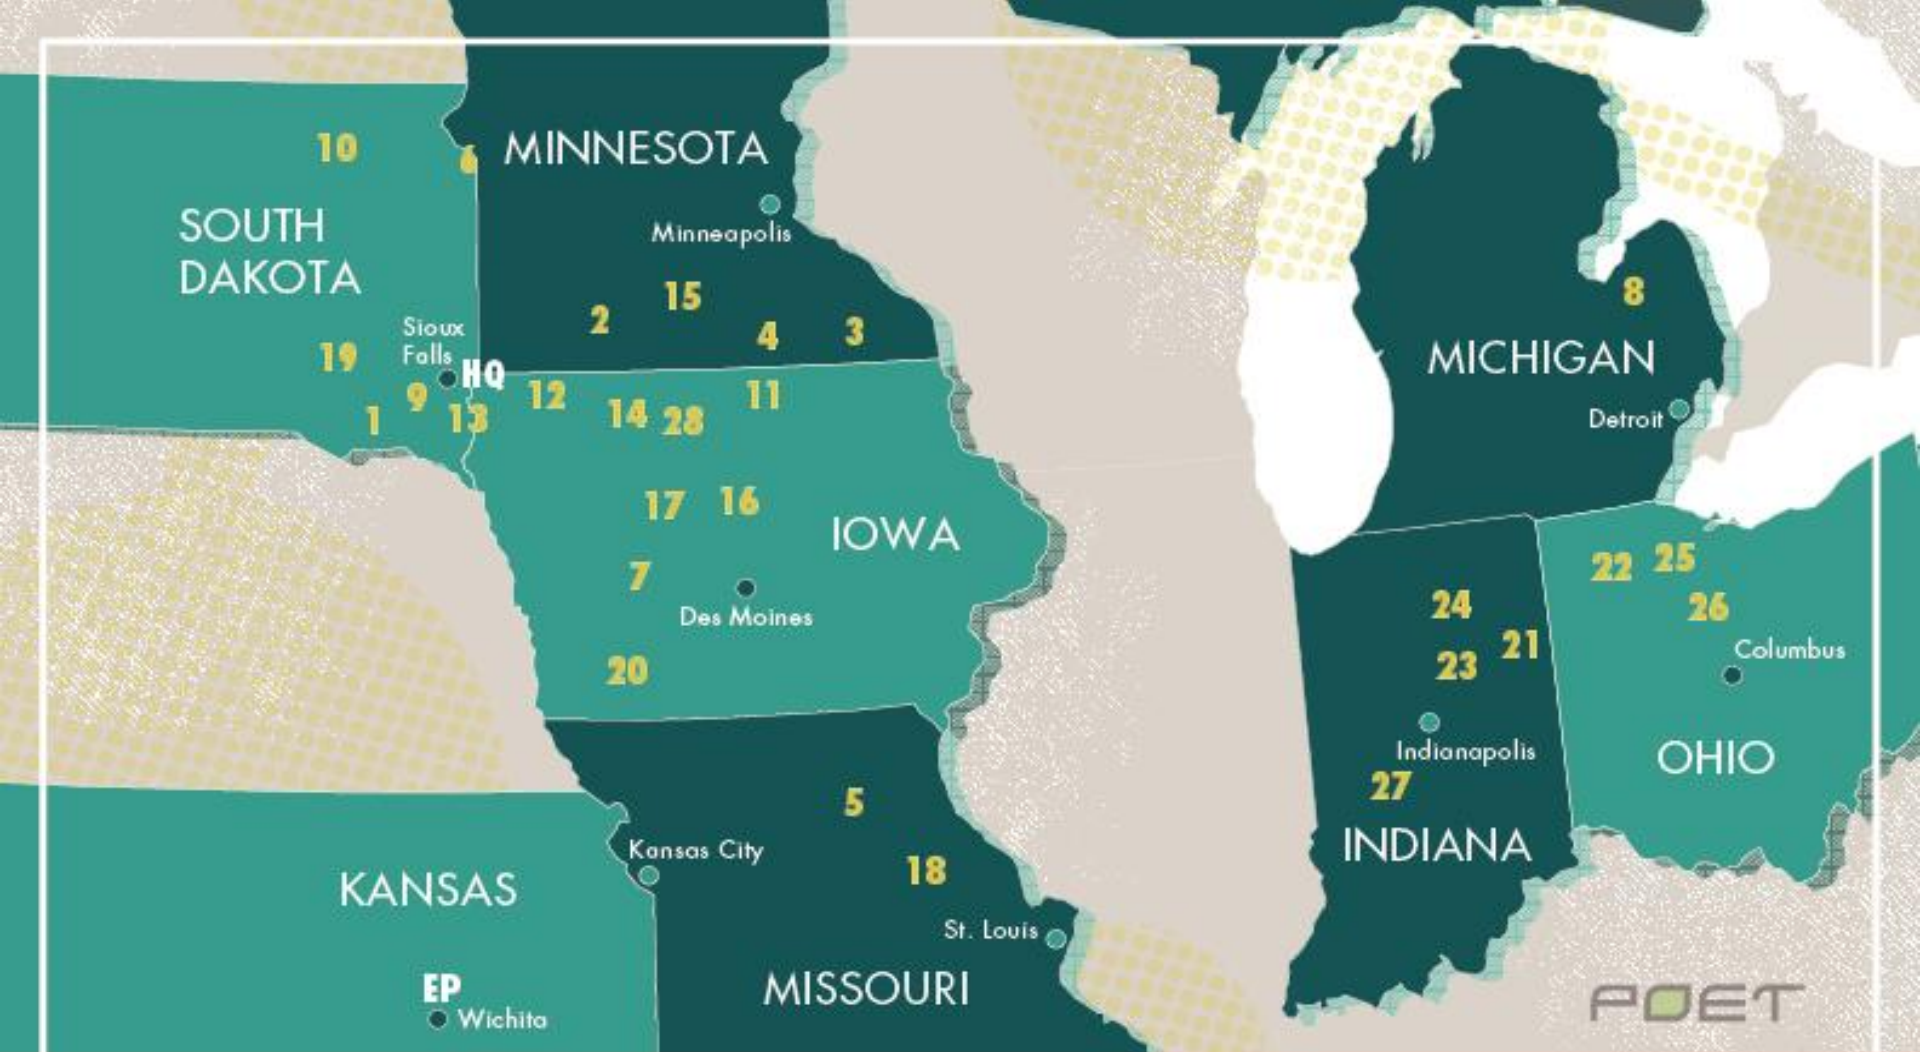 10
6
MINNESOTA
SOUTH
DAKOTA
Minneapolis
15
2
4
3
8
MICHIGAN
Detroit
19
Sioux
Falls
HQ
1
9
13
12
14
28
11
17
16
IOWA
7
Des Moines
20
22
25
26
24
21
23
Columbus
Indianapolis
27
INDIANA
OHIO
5
Kansas City
18
KANSAS
St. Louis
MISSOURI
EP
Wichita
POET